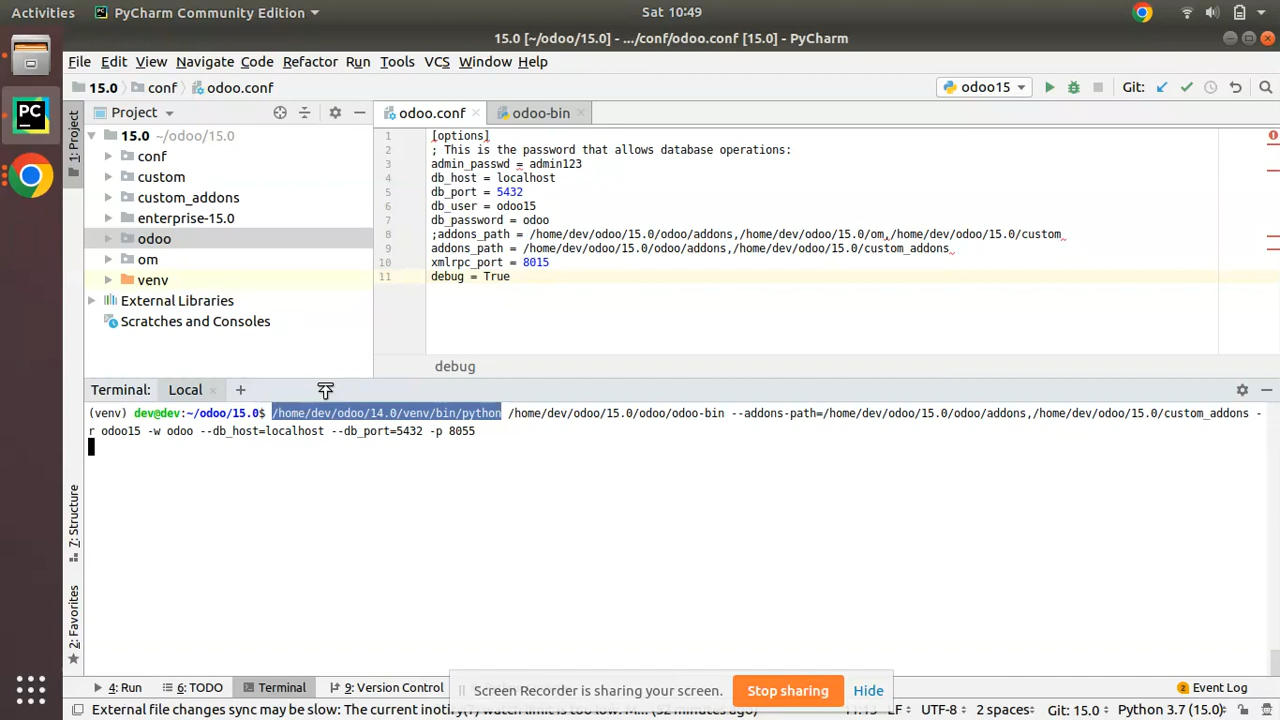 Activities PyCharm Community Edition Sat 10:49
15.0 [~/odoo/15.0] - .../conf/odoo.conf [15.0] - PyCharm
File Edit View Navigate Code Refactor Run Tools VCS Window Help
15.0 conf odoo.conf odoo15 Git:
Project odoo.conf odoo-bin
1: Project
15.0 ~/odoo/15.0
conf
custom
custom_addons
enterprise-15.0
odoo
om
venv
External Libraries
Scratches and Consoles
1 [options]
2 ; This is the password that allows database operations:
3 admin_passwd = admin123
4 db_host = localhost
5 db_port = 5432
6 db_user = odoo15
7 db_password = odoo
8 ;addons_path = /home/dev/odoo/15.0/odoo/addons,/home/dev/odoo/15.0/om,/home/dev/odoo/15.0/custom
9 addons_path = /home/dev/odoo/15.0/odoo/addons,/home/dev/odoo/15.0/custom_addons
10 xmlrpc_port = 8015
11 debug = True
debug
Terminal: Local +
(venv) dev@dev:~/odoo/15.0$ /home/dev/odoo/14.0/venv/bin/python /home/dev/odoo/15.0/odoo/odoo-bin --addons-path=/home/dev/odoo/15.0/odoo/addons,/home/dev/odoo/15.0/custom_addons -
r odoo15 -w odoo --db_host=localhost --db_port=5432 -p 8055
7: Structure
2: Favorites
4: Run 6: TODO Terminal 9: Version Control 2 Event Log
Screen Recorder is sharing your screen. Stop sharing Hide
External file changes sync may be slow: The current inotify(7) watch limit is too low. LF UTF-8 2 spaces Git: 15.0 Python 3.7 (15.0)